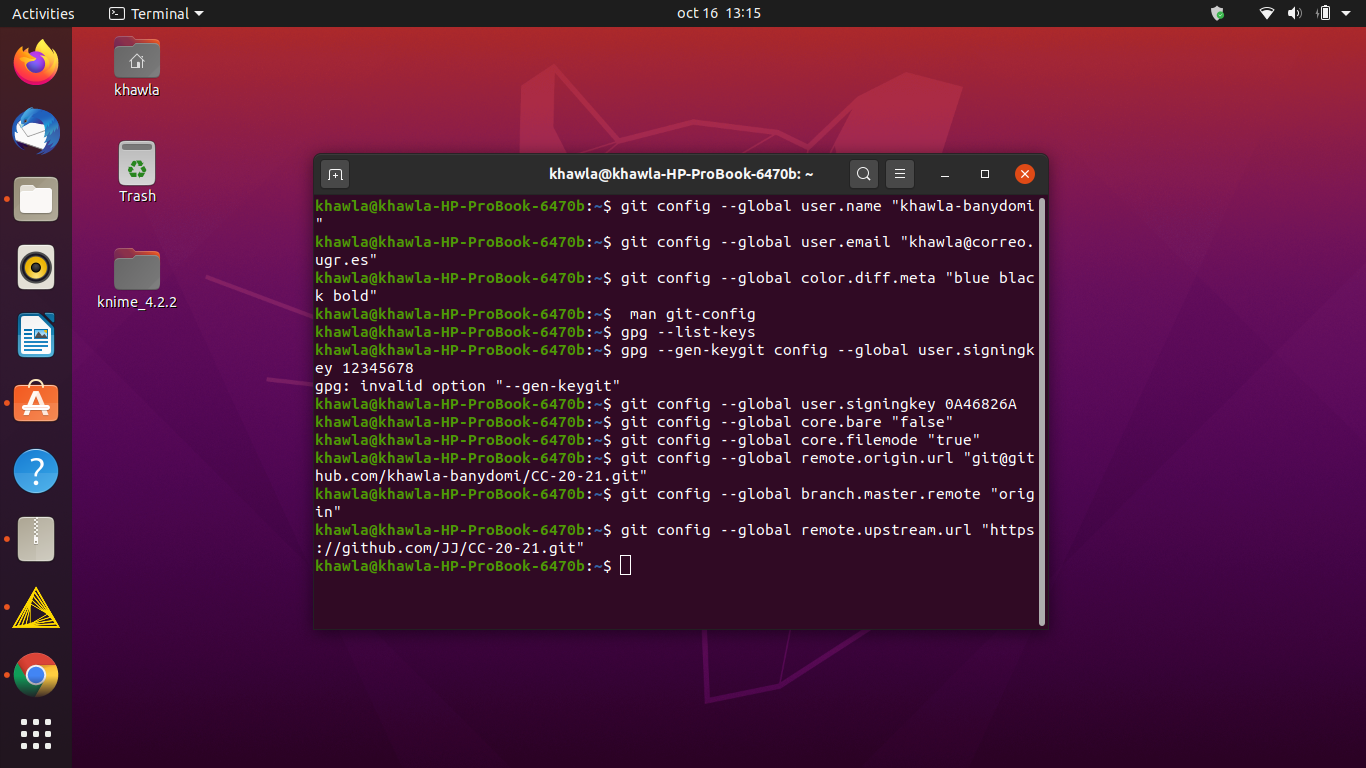 Activities
Terminal
oct 16 13:15
khawla
Trash
knime_4.2.2
khawla@khawla-HP-ProBook-6470b: ~
khawla@khawla-HP-ProBook-6470b:~$ git config --global user.name "khawla-banydomi
"
khawla@khawla-HP-ProBook-6470b:~$ git config --global user.email "khawla@correo.
ugr.es"
khawla@khawla-HP-ProBook-6470b:~$ git config --global color.diff.meta "blue blac
k bold"
khawla@khawla-HP-ProBook-6470b:~$  man git-config
khawla@khawla-HP-ProBook-6470b:~$ gpg --list-keys
khawla@khawla-HP-ProBook-6470b:~$ gpg --gen-keygit config --global user.signingk
ey 12345678
gpg: invalid option "--gen-keygit"
khawla@khawla-HP-ProBook-6470b:~$ git config --global user.signingkey 0A46826A
khawla@khawla-HP-ProBook-6470b:~$ git config --global core.bare "false"
khawla@khawla-HP-ProBook-6470b:~$ git config --global core.filemode "true"
khawla@khawla-HP-ProBook-6470b:~$ git config --global remote.origin.url "git@git
hub.com/khawla-banydomi/CC-20-21.git"
khawla@khawla-HP-ProBook-6470b:~$ git config --global branch.master.remote "orig
in"
khawla@khawla-HP-ProBook-6470b:~$ git config --global remote.upstream.url "https
://github.com/JJ/CC-20-21.git"
khawla@khawla-HP-ProBook-6470b:~$